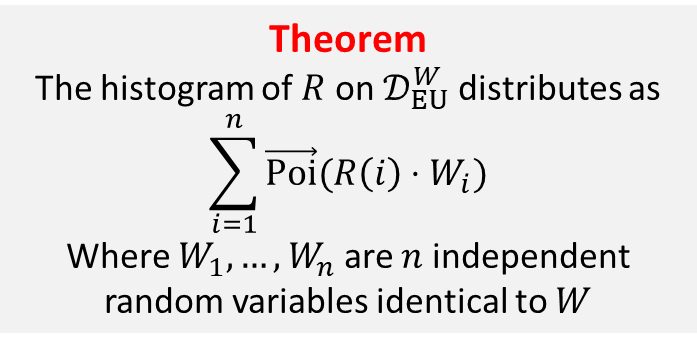 Theorem
The histogram of R on 𝒟_EU^W distributes as
∑_{i=1}^{n} \overrightarrow{Poi}(R(i) · W_i)
Where W_1, …, W_n are n independent
random variables identical to W